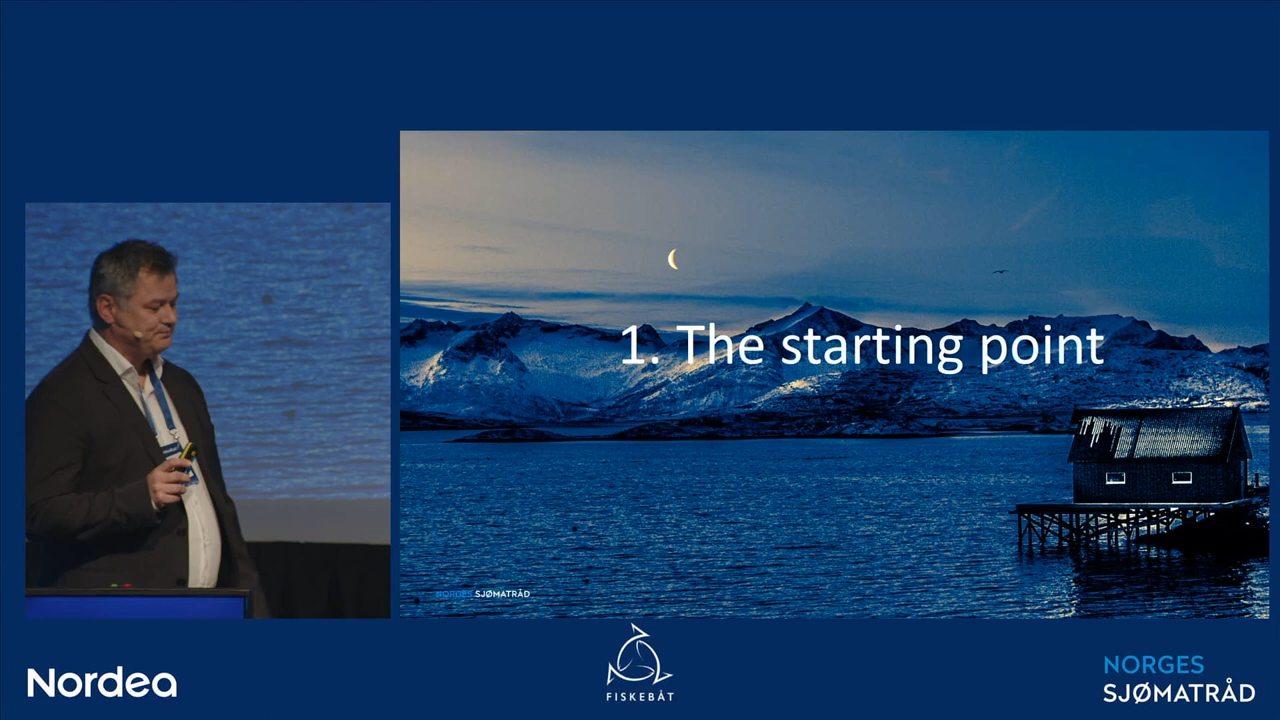 1. The starting point
NORGES SJØMATRÅD
Nordea
FISKEBÅT
NORGES
SJØMATRÅD